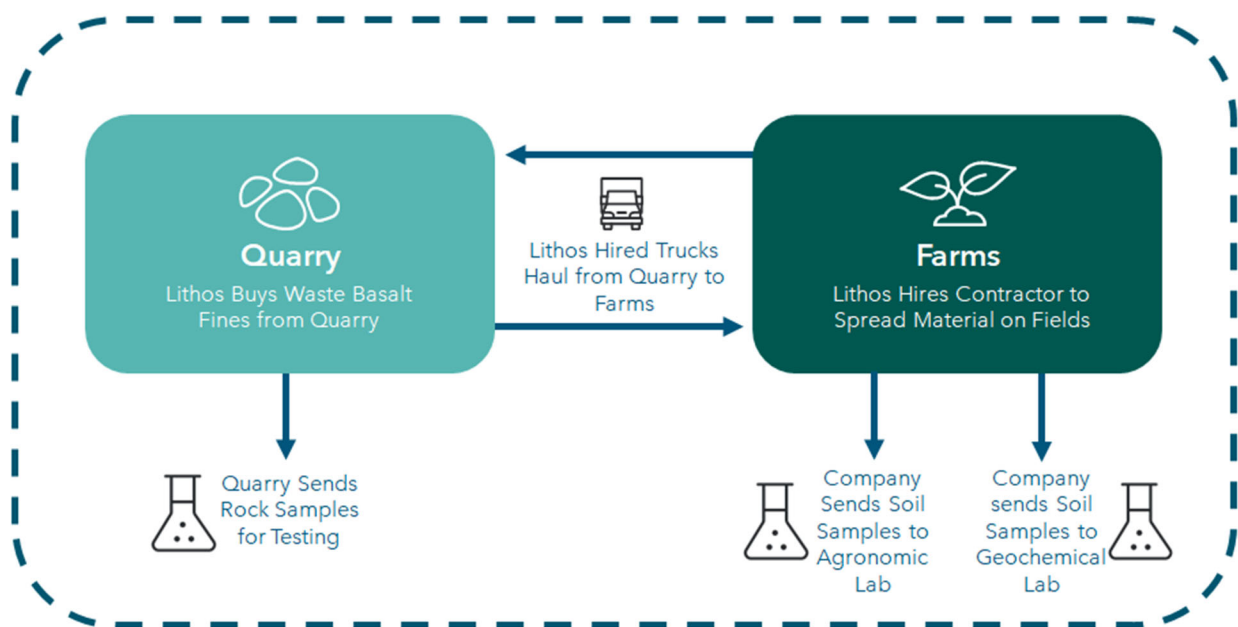 Quarry
Lithos Buys Waste Basalt
Fines from Quarry
Lithos Hired Trucks
Haul from Quarry to
Farms
Farms
Lithos Hires Contractor to
Spread Material on Fields
Quarry Sends
Rock Samples
for Testing
Company
Sends Soil
Samples to
Agronomic
Lab
Company
sends Soil
Samples to
Geochemical
Lab